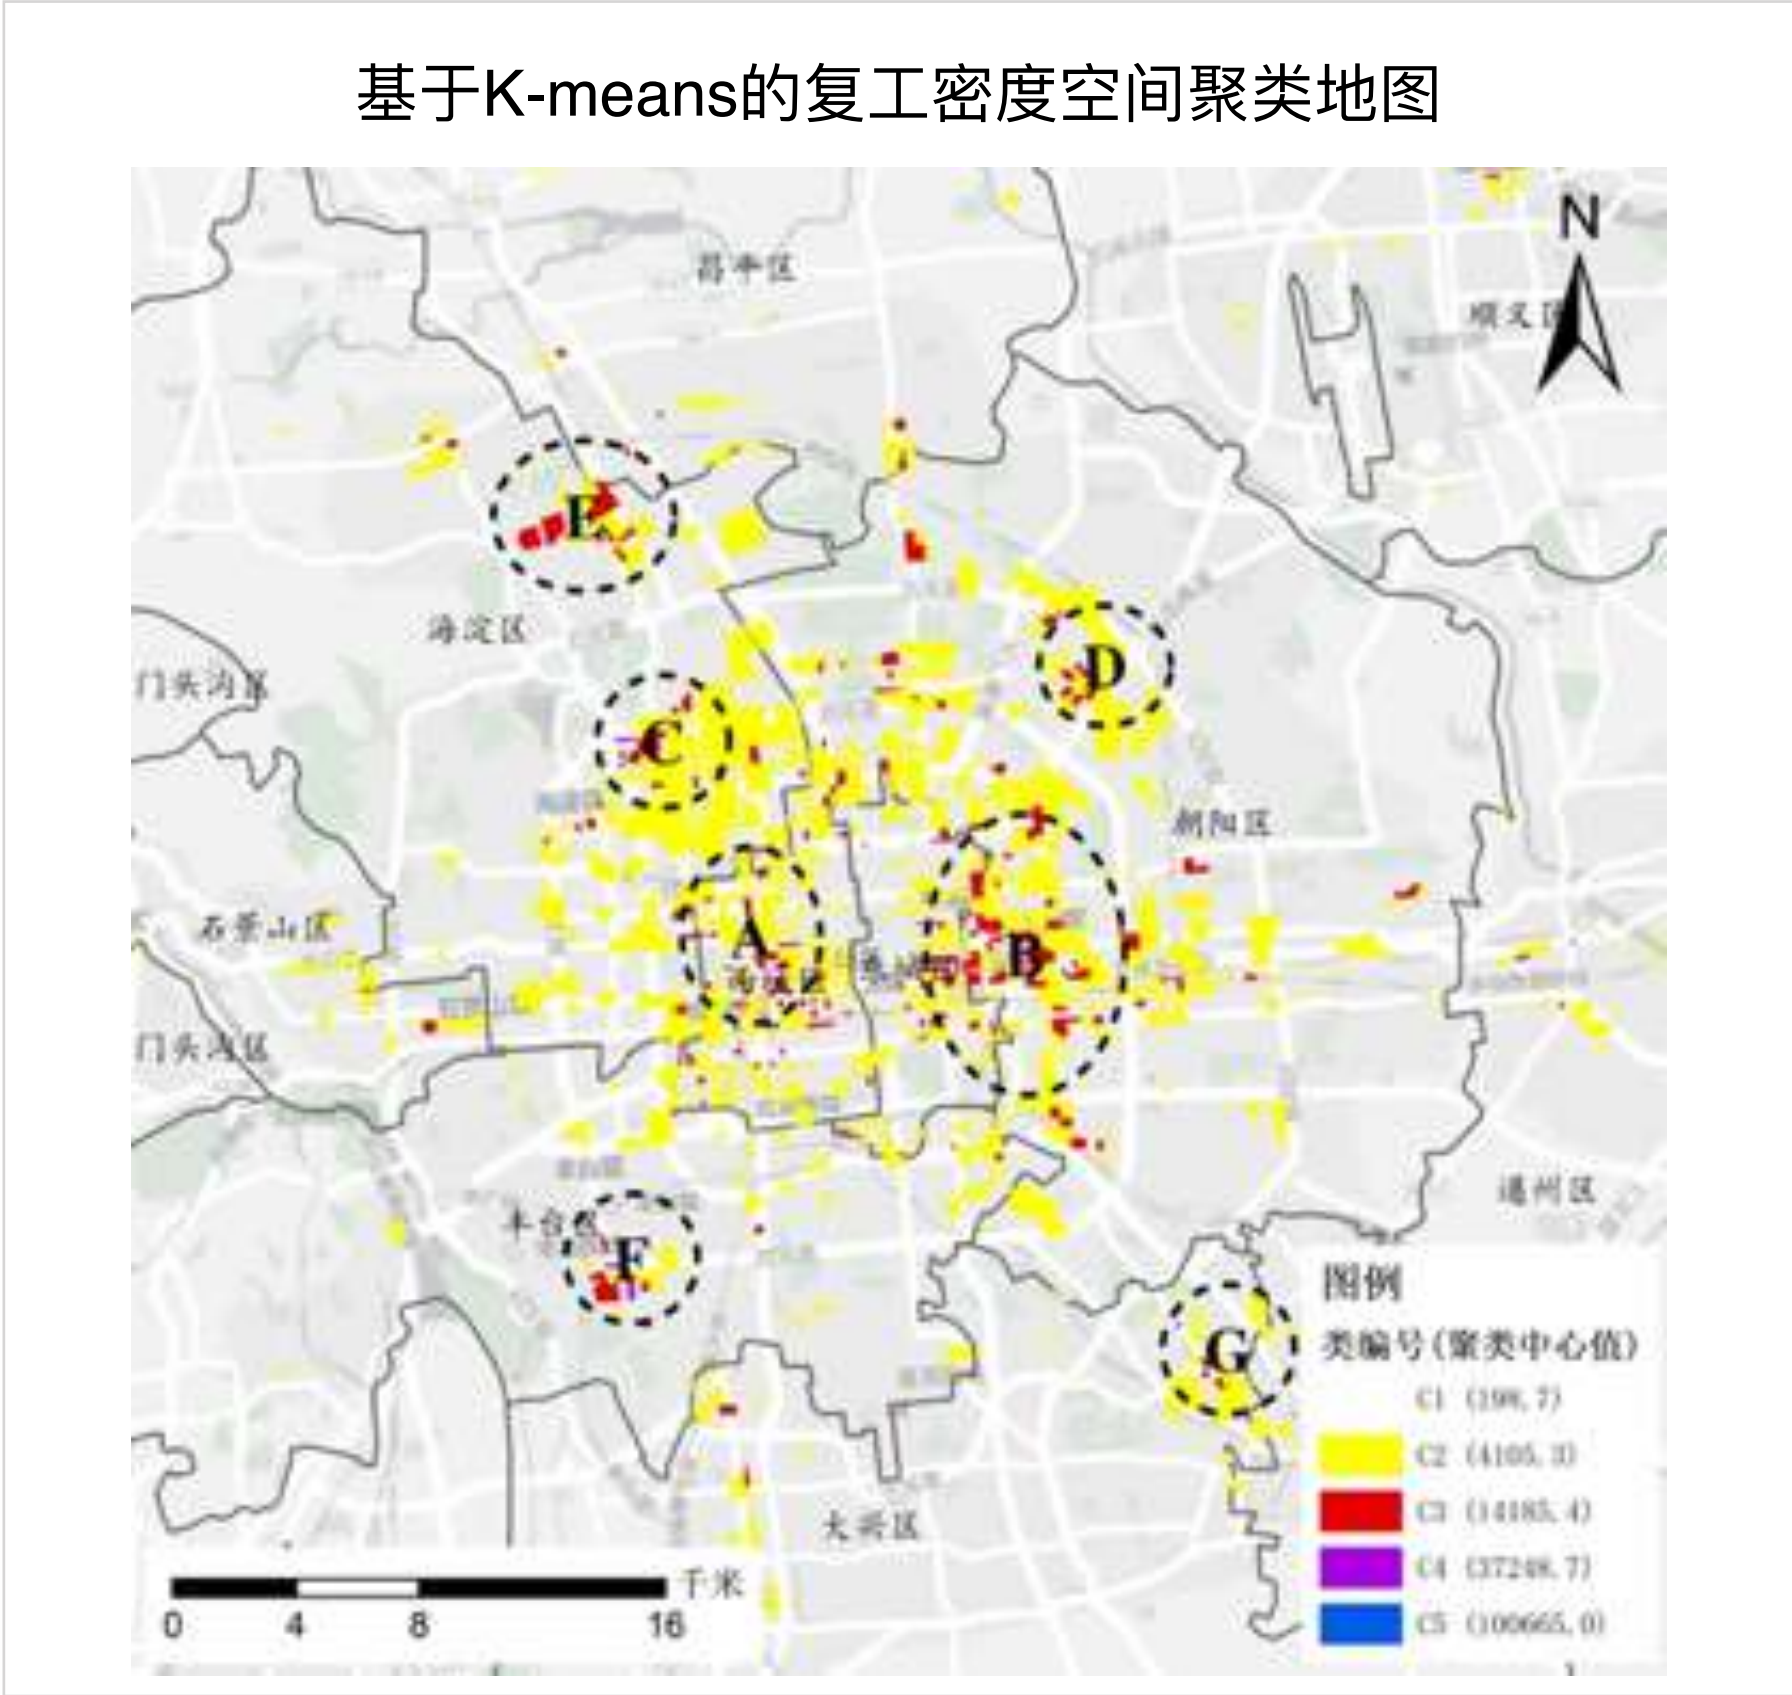 基于K-means的复工密度空间聚类地图
N
昌平区
顺义区
E
海淀区
D
门头沟区
C
朝阳区
石景山区
A
B
西城区
门头沟区
通州区
丰台区
F
图例
G
类编号(聚类中心值)
C1 (198.7)
C2 (4105.3)
C3 (14185.4)
大兴区
C4 (37248.7)
千米
C5 (100665.0)
0 4 8 16